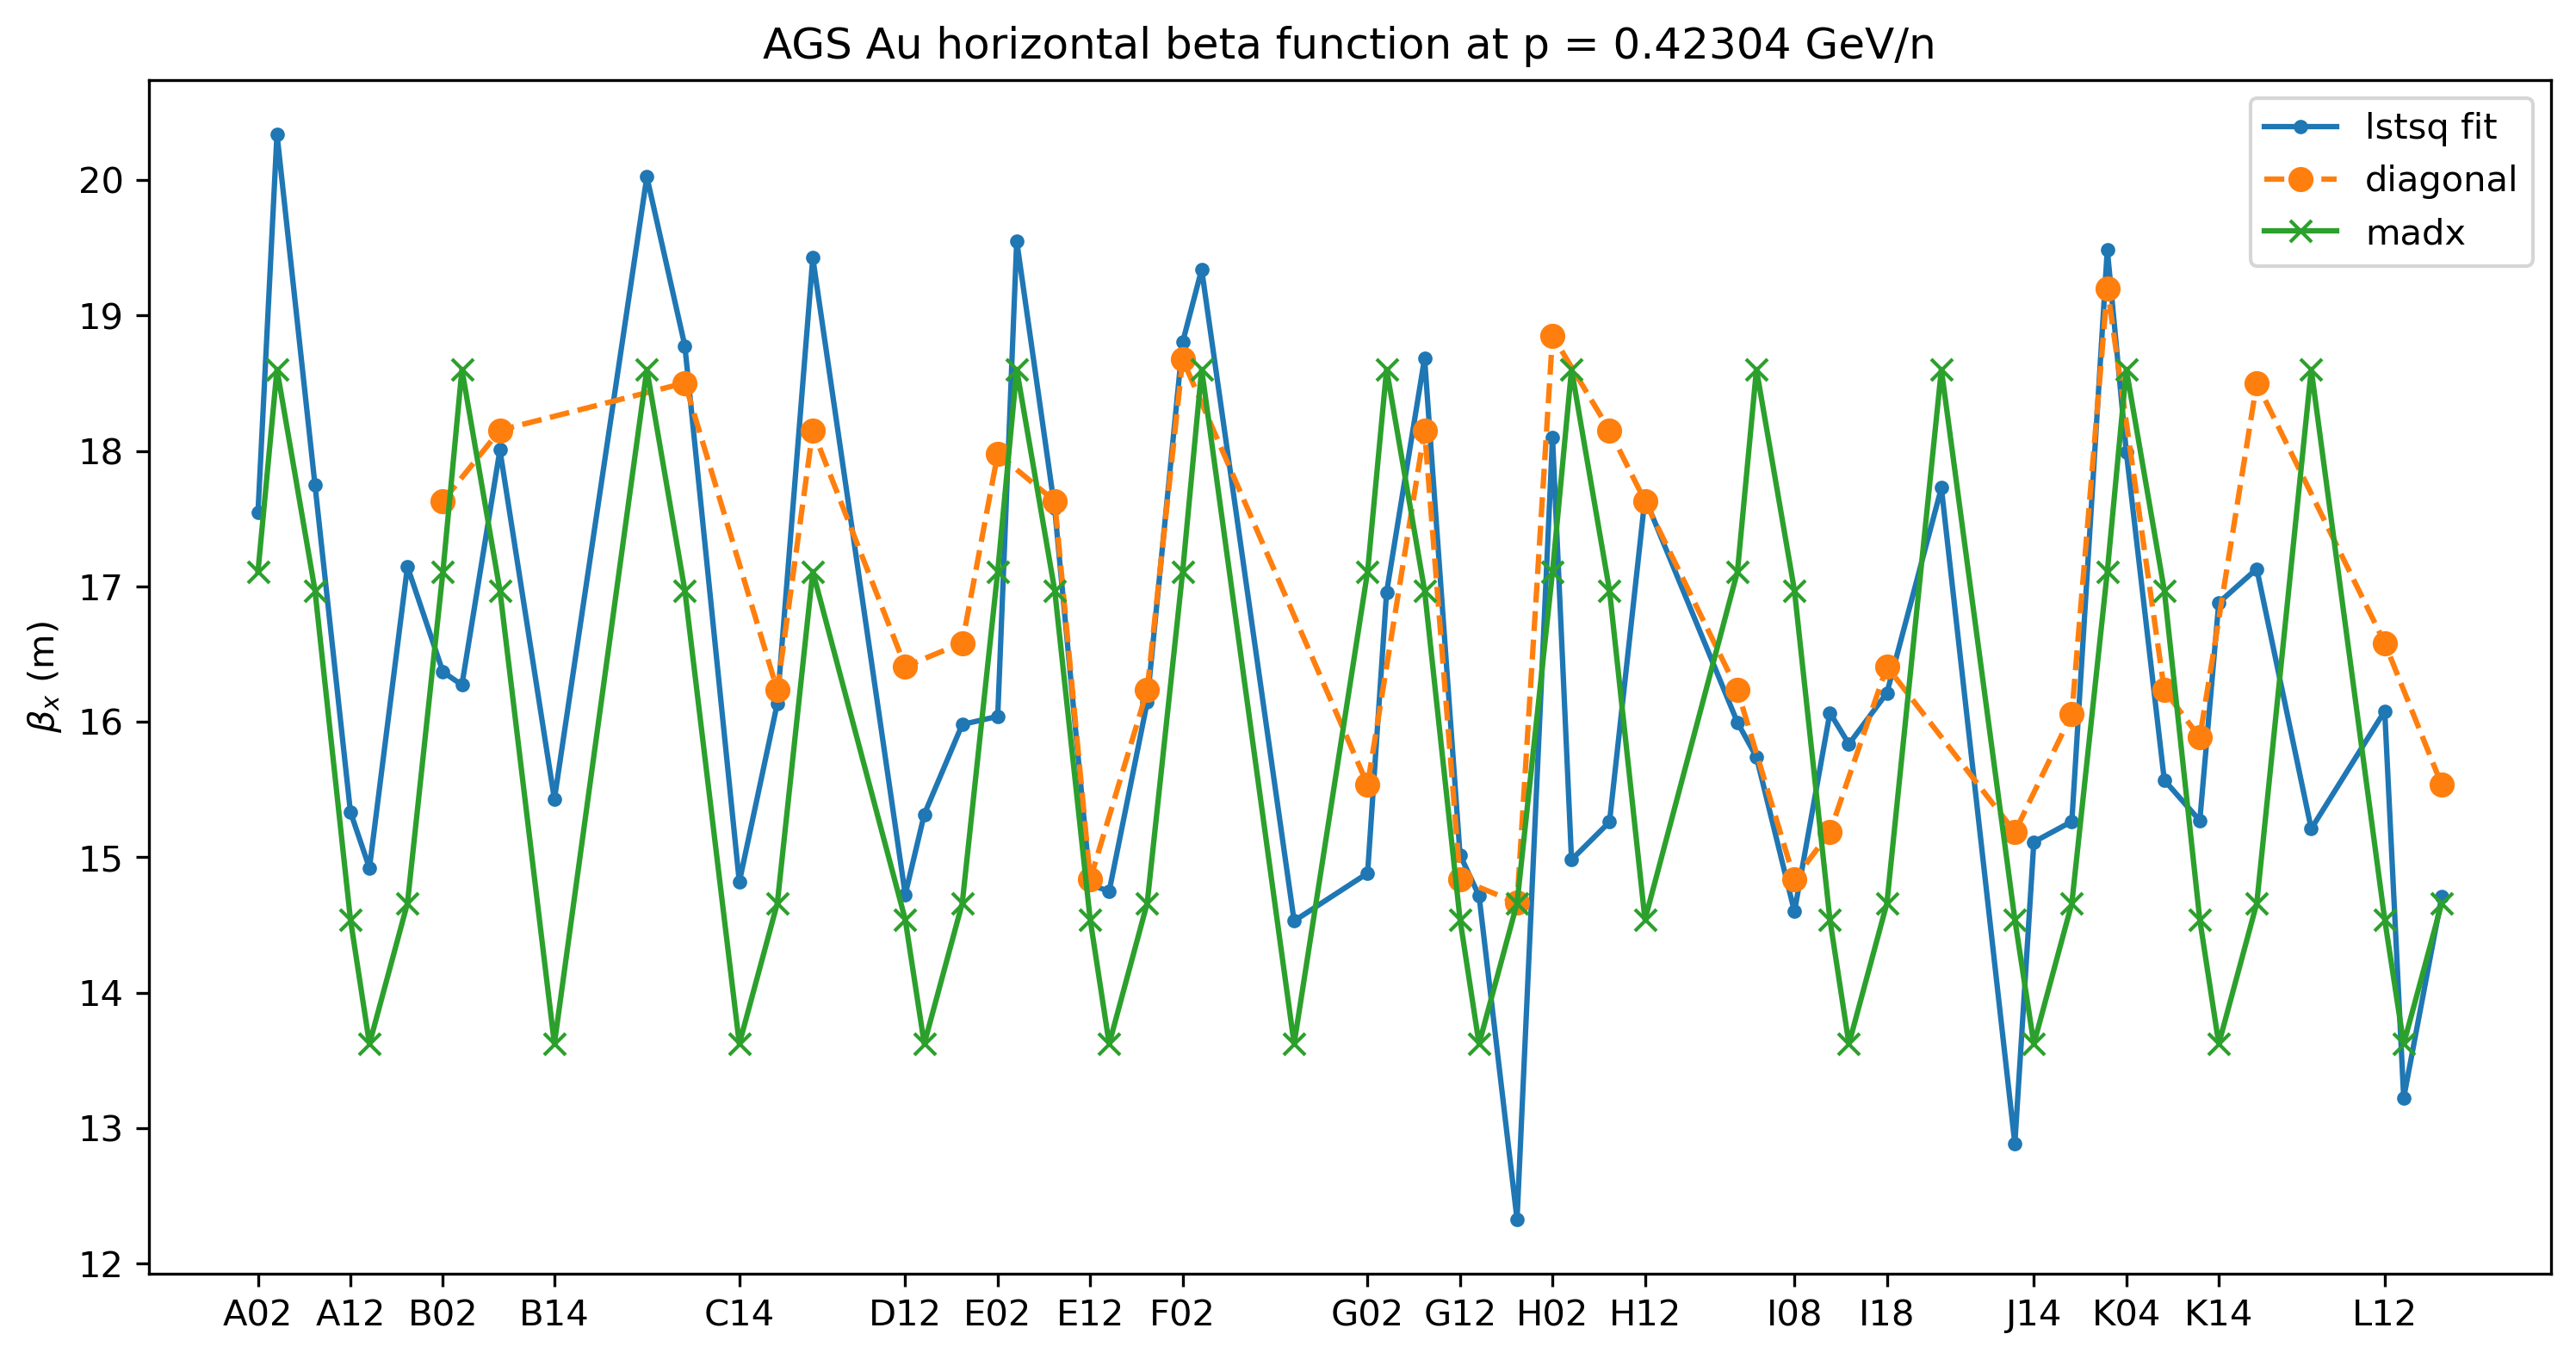 AGS Au horizontal beta function at p = 0.42304 GeV/n
lstsq fit
diagonal
madx
20
19
18
17
16
15
14
13
12
βx (m)
A02 A12 B02 B14 C14 D12 E02 E12 F02 G02 G12 H02 H12 I08 I18 J14 K04 K14 L12